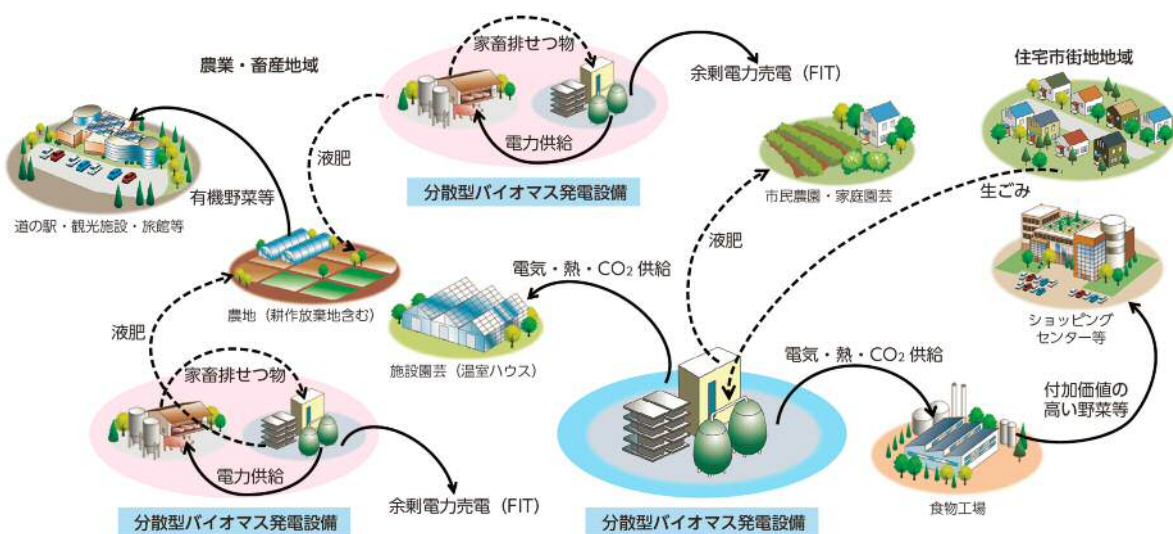 農業・畜産地域
家畜排せつ物
電力供給
分散型バイオマス発電設備
余剰電力売電（FIT）
住宅市街地地域
液肥
有機野菜等
道の駅・観光施設・旅館等
農地（耕作放棄地含む）
市民農園・家庭園芸
生ごみ
液肥
電気・熱・CO₂ 供給
施設園芸（温室ハウス）
ショッピング
センター等
液肥
家畜排せつ物
電力供給
分散型バイオマス発電設備
余剰電力売電（FIT）
分散型バイオマス発電設備
電気・熱・CO₂ 供給
付加価値の
高い野菜等
食物工場